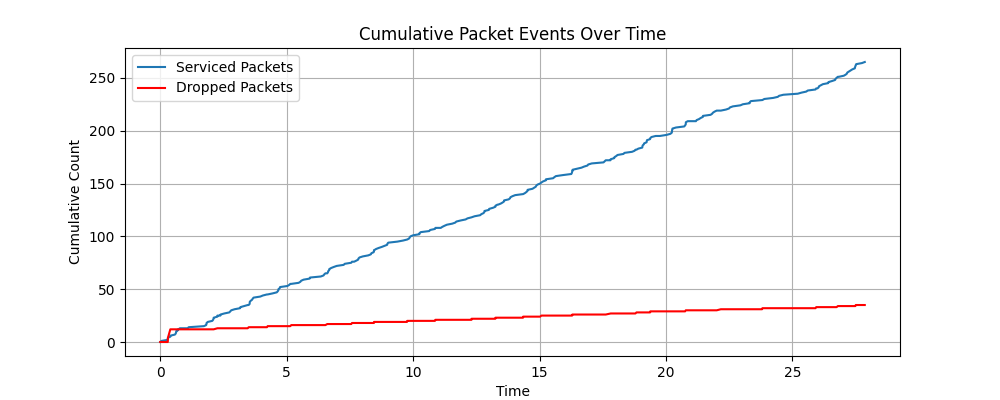 Cumulative Packet Events Over Time
Serviced Packets
Dropped Packets
Cumulative Count
250
200
150
100
50
0
0 5 10 15 20 25
Time